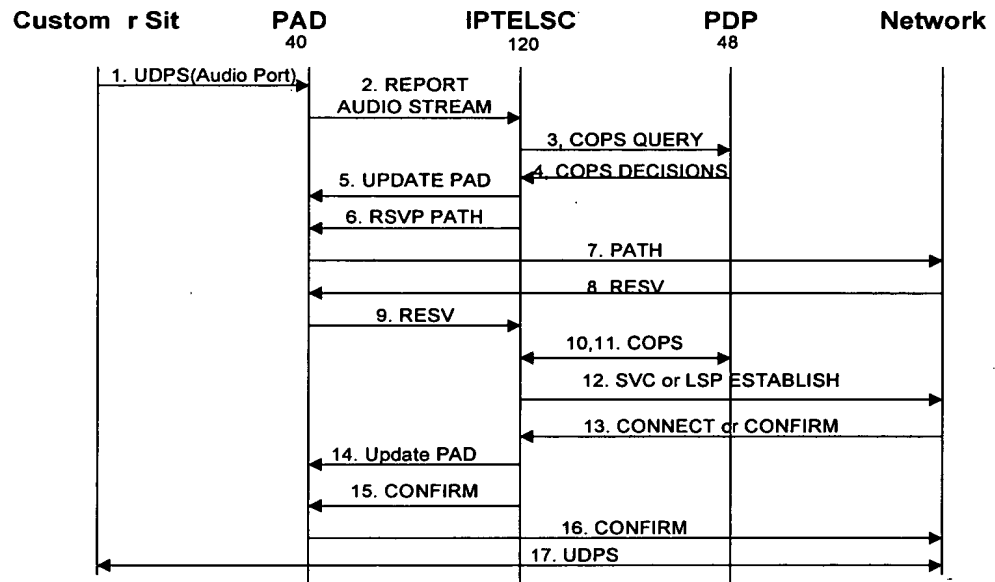 Custom r Sit PAD IPTELSC PDP Network
40 120 48
1. UDPS(Audio Port)
2. REPORT
AUDIO STREAM
3, COPS QUERY
4. COPS DECISIONS
5. UPDATE PAD
6. RSVP PATH
7. PATH
8. RESV
9. RESV
10,11. COPS
12. SVC or LSP ESTABLISH
13. CONNECT or CONFIRM
14. Update PAD
15. CONFIRM
16. CONFIRM
17. UDPS